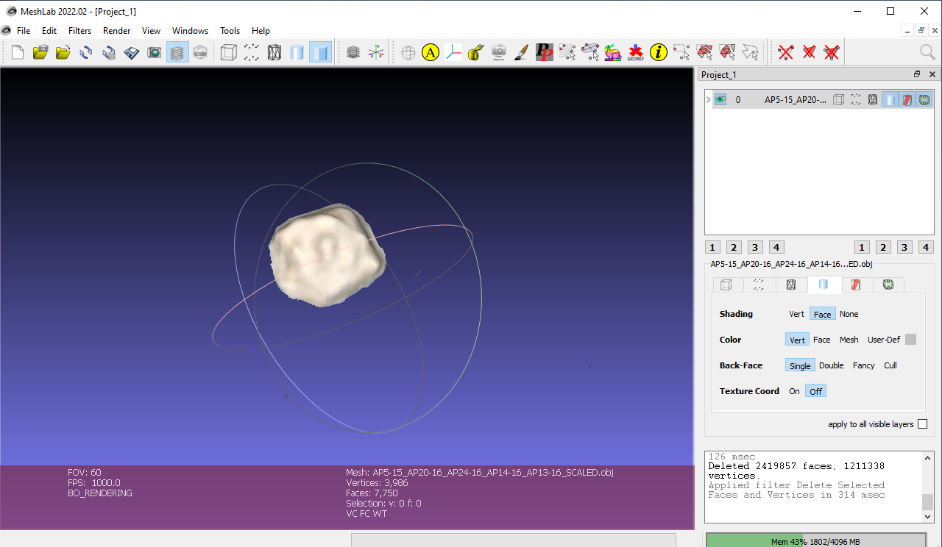 MeshLab 2022.02 - [Project_1]
File Edit Filters Render View Windows Tools Help
Project_1
0 AP5-15_AP20-...
1 2 3 4 1 2 3 4
AP5-15_AP20-16_AP24-16_AP14-16...ED.obj
Shading Vert Face None
Color Vert Face Mesh User-Def
Back-Face Single Double Fancy Cull
Texture Coord On Off
apply to all visible layers
126 msec
Deleted 2419857 faces, 1211338
vertices.
Applied filter Delete Selected
Faces and Vertices in 314 msec
FOV: 60
FPS: 1000.0
BO_RENDERING
Mesh: AP5-15_AP20-16_AP24-16_AP14-16_AP13-16_SCALED.obj
Vertices: 3,986
Faces: 7,750
Selection: v: 0 f: 0
VC FC WT
Mem 43% 1802/4096 MB